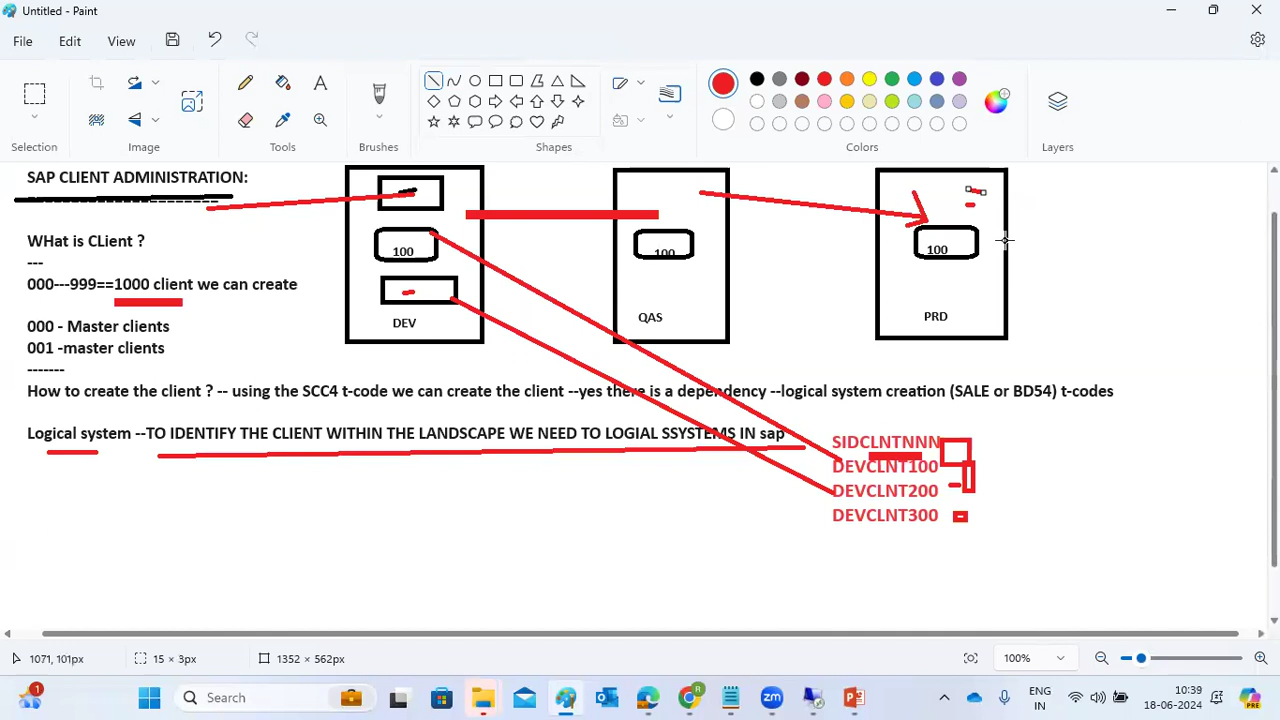 Untitled - Paint
File Edit View
Selection Image Tools Brushes Shapes Colors Layers
SAP CLIENT ADMINISTRATION:
--------------------------
WHat is CLient ?
---
000---999==1000 client we can create
000 - Master clients
001 -master clients
-------
How to create the client ? -- using the SCC4 t-code we can create the client --yes there is a dependency --logical system creation (SALE or BD54) t-codes
Logical system --TO IDENTIFY THE CLIENT WITHIN THE LANDSCAPE WE NEED TO LOGIAL SSYSTEMS IN sap
100
DEV
100
QAS
100
PRD
SIDCLNTNNN
DEVCLNT100
DEVCLNT200
DEVCLNT300
1071, 101px 15 × 3px 1352 × 562px 100%
1 Search R zm ENG IN 10:39 18-06-2024 PRE